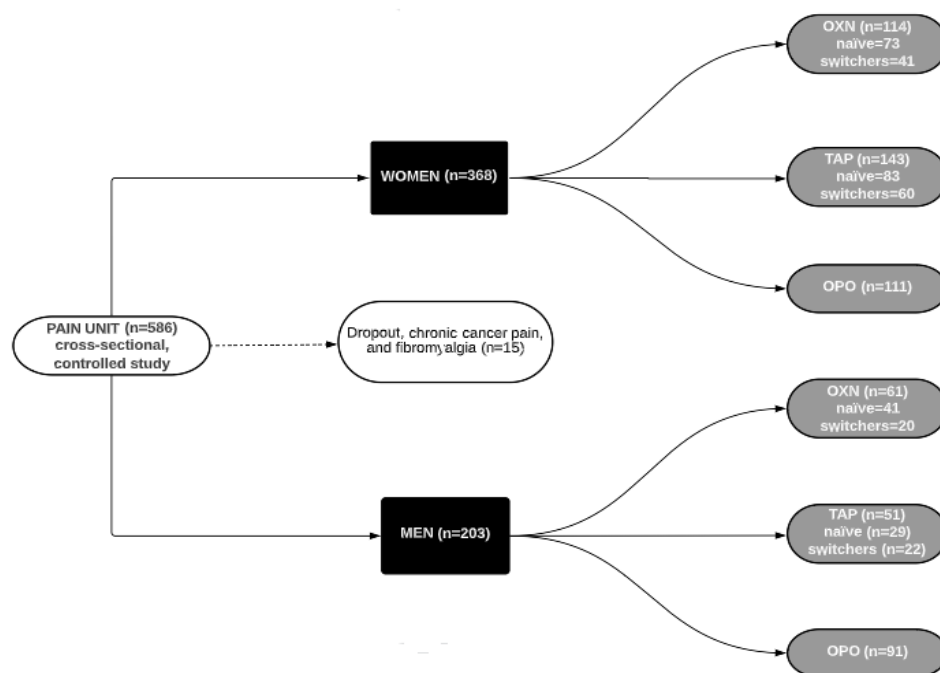 OXN (n=114)
naïve=73
switchers=41
WOMEN (n=368)
TAP (n=143)
naïve=83
switchers=60
OPO (n=111)
PAIN UNIT (n=586)
cross-sectional,
controlled study
Dropout, chronic cancer pain,
and fibromyalgia (n=15)
OXN (n=61)
naïve=41
switchers=20
MEN (n=203)
TAP (n=51)
naïve (n=29)
switchers (n=22)
OPO (n=91)